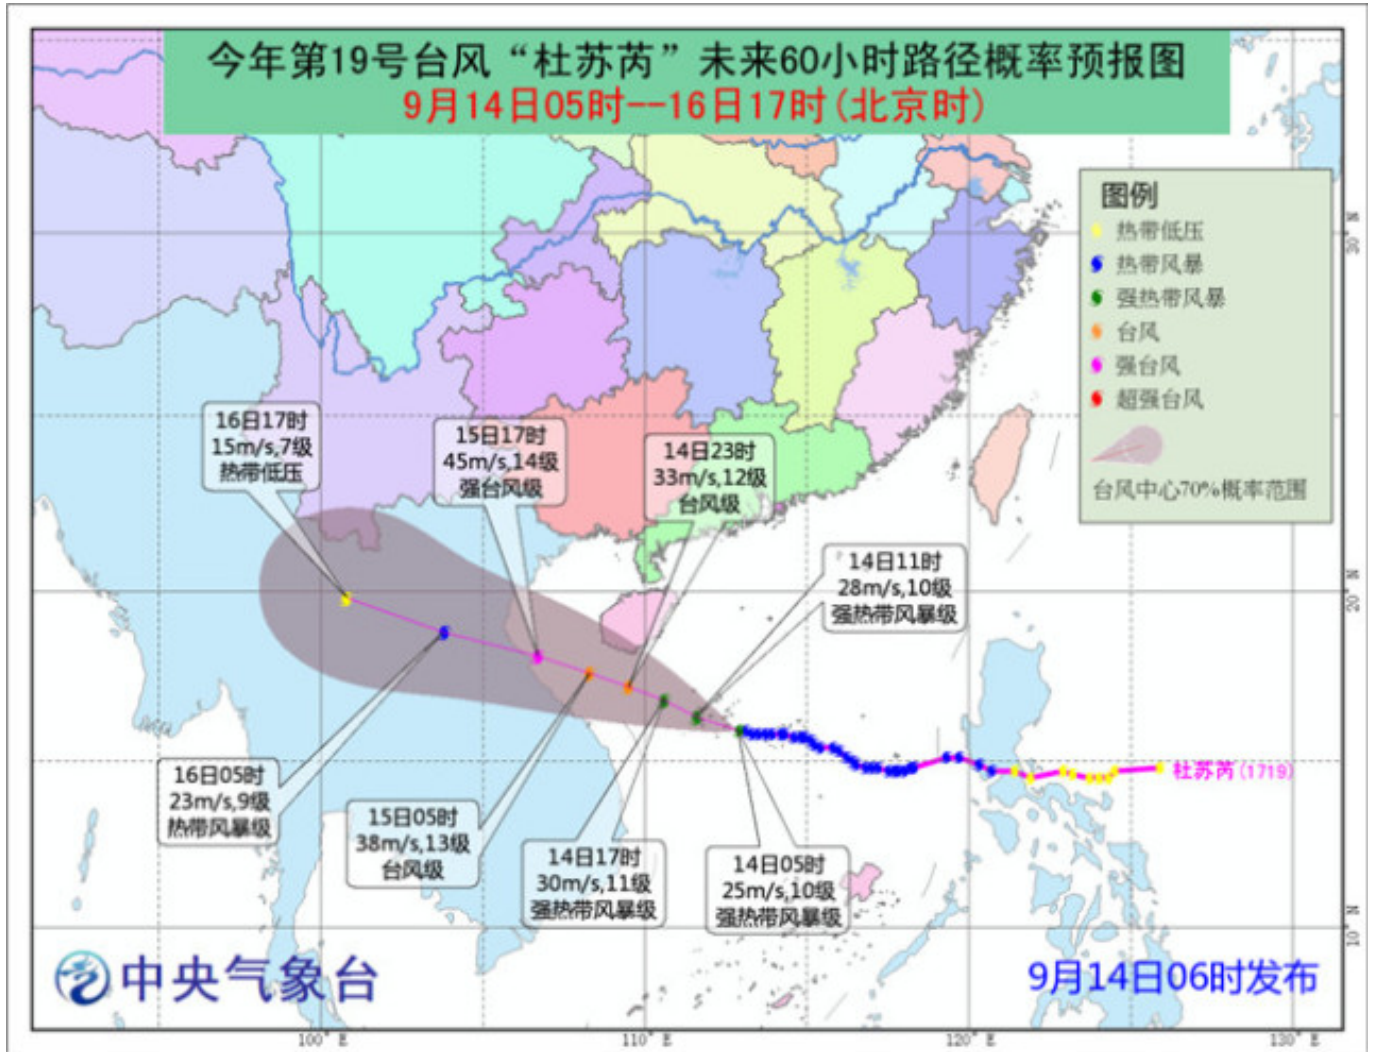 今年第19号台风“杜苏芮”未来60小时路径概率预报图
9月14日05时--16日17时(北京时)
图例
热带低压
热带风暴
强热带风暴
台风
强台风
超强台风
台风中心70%概率范围
30° N
20° N
10° N
16日17时
15m/s,7级
热带低压
15日17时
45m/s,14级
强台风级
14日23时
33m/s,12级
台风级
14日11时
28m/s,10级
强热带风暴级
杜苏芮(1719)
16日05时
23m/s,9级
热带风暴级
15日05时
38m/s,13级
台风级
14日17时
30m/s,11级
强热带风暴级
14日05时
25m/s,10级
强热带风暴级
中央气象台
9月14日06时发布
100° E
110° E
120° E
130° E